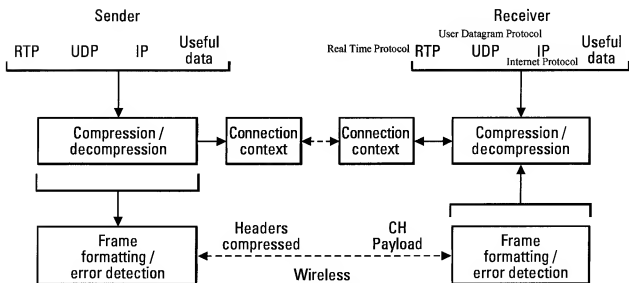 Sender
Receiver
RTP UDP IP Useful data
User Datagram Protocol
Real Time Protocol RTP UDP IP Useful data
Internet Protocol
Compression / decompression
Connection context
Connection context
Compression / decompression
Frame formatting / error detection
Headers compressed
CH Payload
Wireless
Frame formatting / error detection